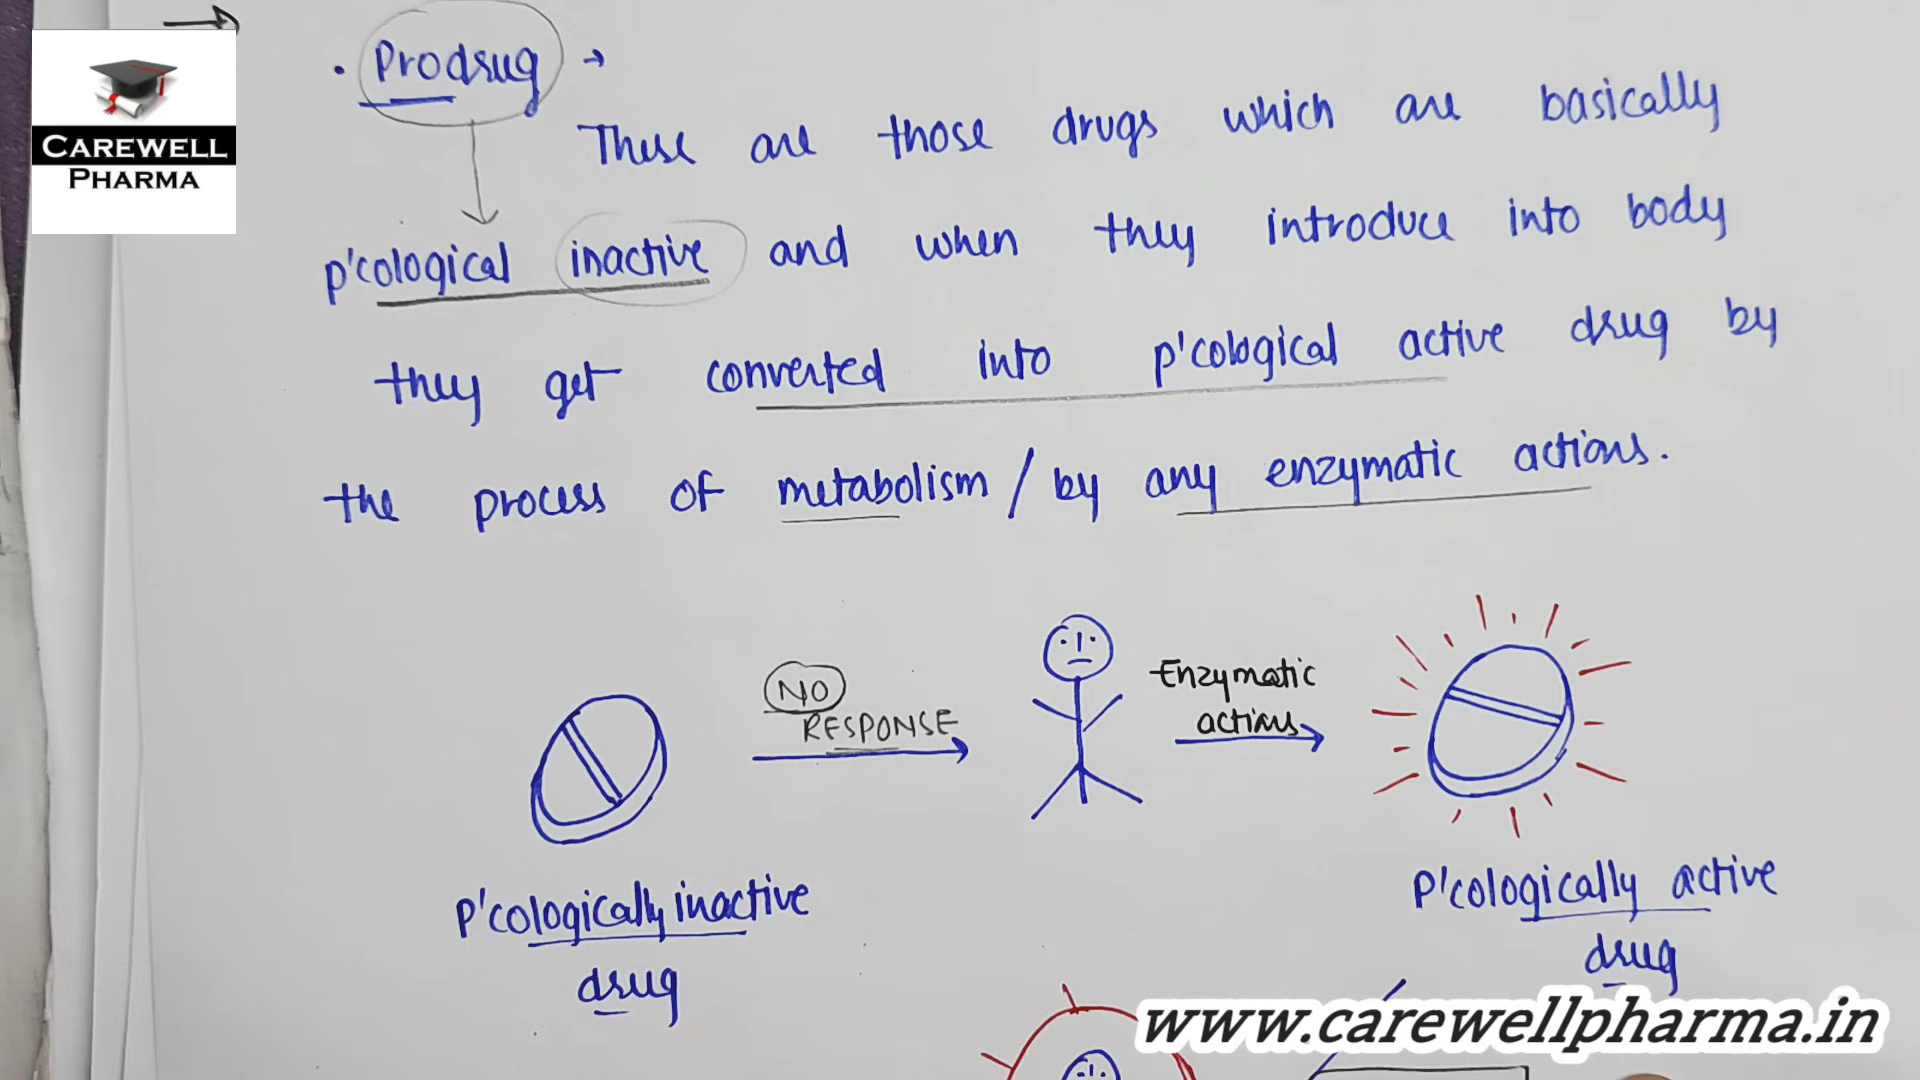 • Prodrug →
These are those drugs which are basically
p'cological inactive and when they introduce into body
they get converted into p'cological active drug by
the process of metabolism / by any enzymatic actions.
NO
RESPONSE
Enzymatic
actions
P'cologically inactive
drug
P'cologically active
drug
CAREWELL
PHARMA
www.carewellpharma.in